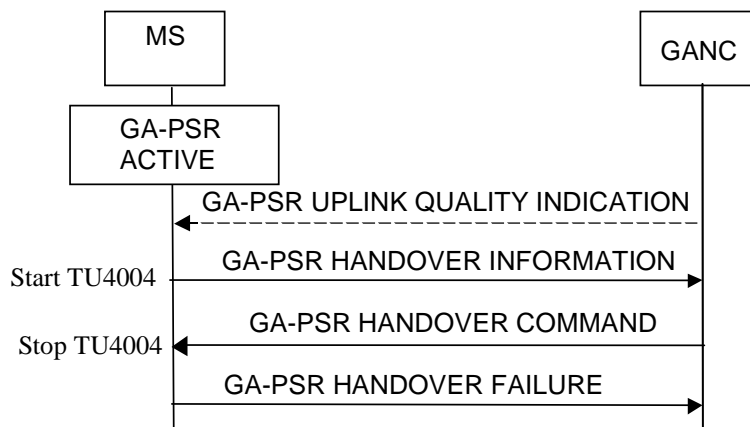 MS
GANC
GA-PSR
ACTIVE
GA-PSR UPLINK QUALITY INDICATION
Start TU4004
GA-PSR HANDOVER INFORMATION
GA-PSR HANDOVER COMMAND
Stop TU4004
GA-PSR HANDOVER FAILURE